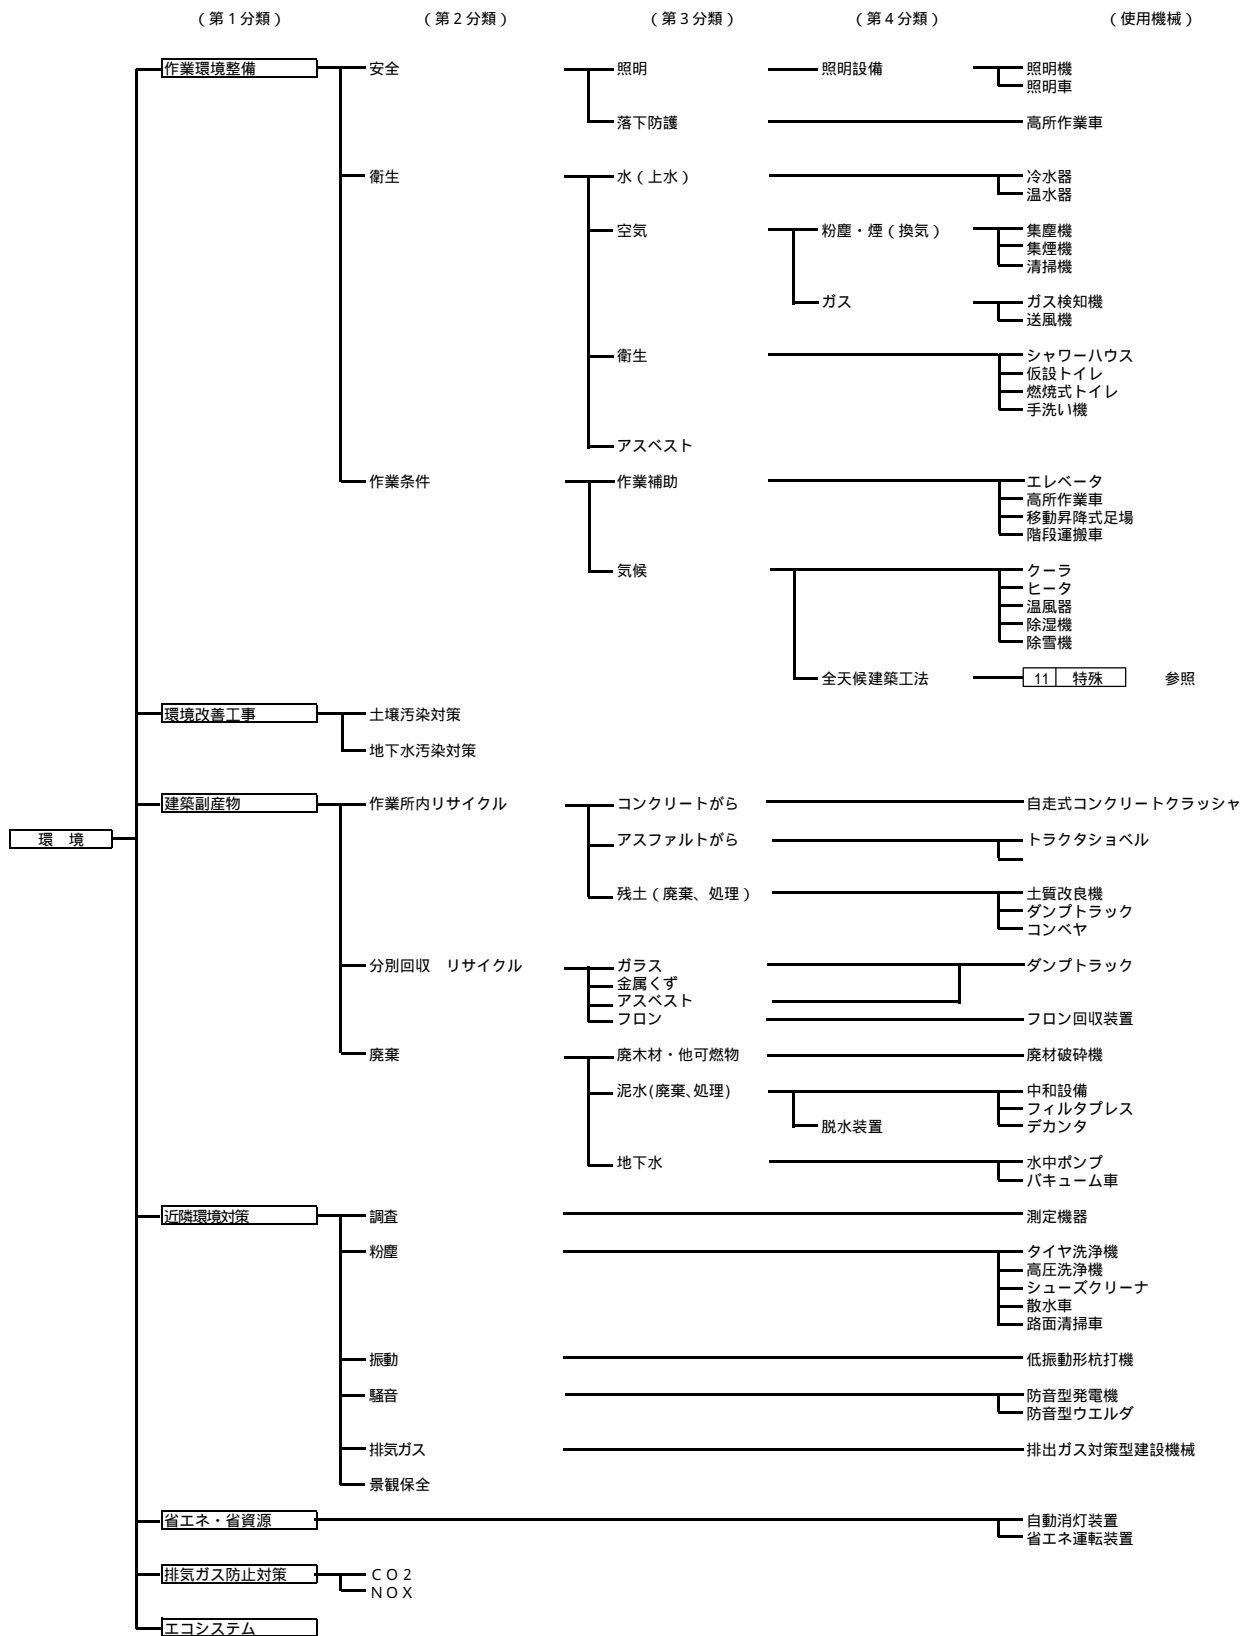 （第１分類） （第２分類） （第３分類） （第４分類） （使用機械）
作業環境整備 安全 照明 照明設備 照明機
照明車
落下防護 高所作業車
衛生 水（上水） 冷水器
温水器
空気 粉塵・煙（換気） 集塵機
集煙機
清掃機
ガス ガス検知機
送風機
衛生 シャワーハウス
仮設トイレ
燃焼式トイレ
手洗い機
アスベスト
作業条件 作業補助 エレベータ
高所作業車
移動昇降式足場
階段運搬車
気候 クーラ
ヒータ
温風器
除湿機
除雪機
全天候建築工法 11 特殊 参照
環境改善工事 土壌汚染対策
地下水汚染対策
建築副産物 作業所内リサイクル コンクリートがら 自走式コンクリートクラッシャ
環　境 アスファルトがら トラクタショベル
残土（廃棄、処理） 土質改良機
ダンプトラック
コンベヤ
分別回収　リサイクル ガラス ダンプトラック
金属くず
アスベスト
フロン フロン回収装置
廃棄 廃木材・他可燃物 廃材破砕機
泥水(廃棄､処理) 中和設備
フィルタプレス
脱水装置 デカンタ
地下水 水中ポンプ
バキューム車
近隣環境対策 調査 測定機器
粉塵 タイヤ洗浄機
高圧洗浄機
シューズクリーナ
散水車
路面清掃車
振動 低振動形杭打機
騒音 防音型発電機
防音型ウエルダ
排気ガス 排出ガス対策型建設機械
景観保全
省エネ・省資源 自動消灯装置
省エネ運転装置
排気ガス防止対策 ＣＯ２
ＮＯＸ
エコシステム